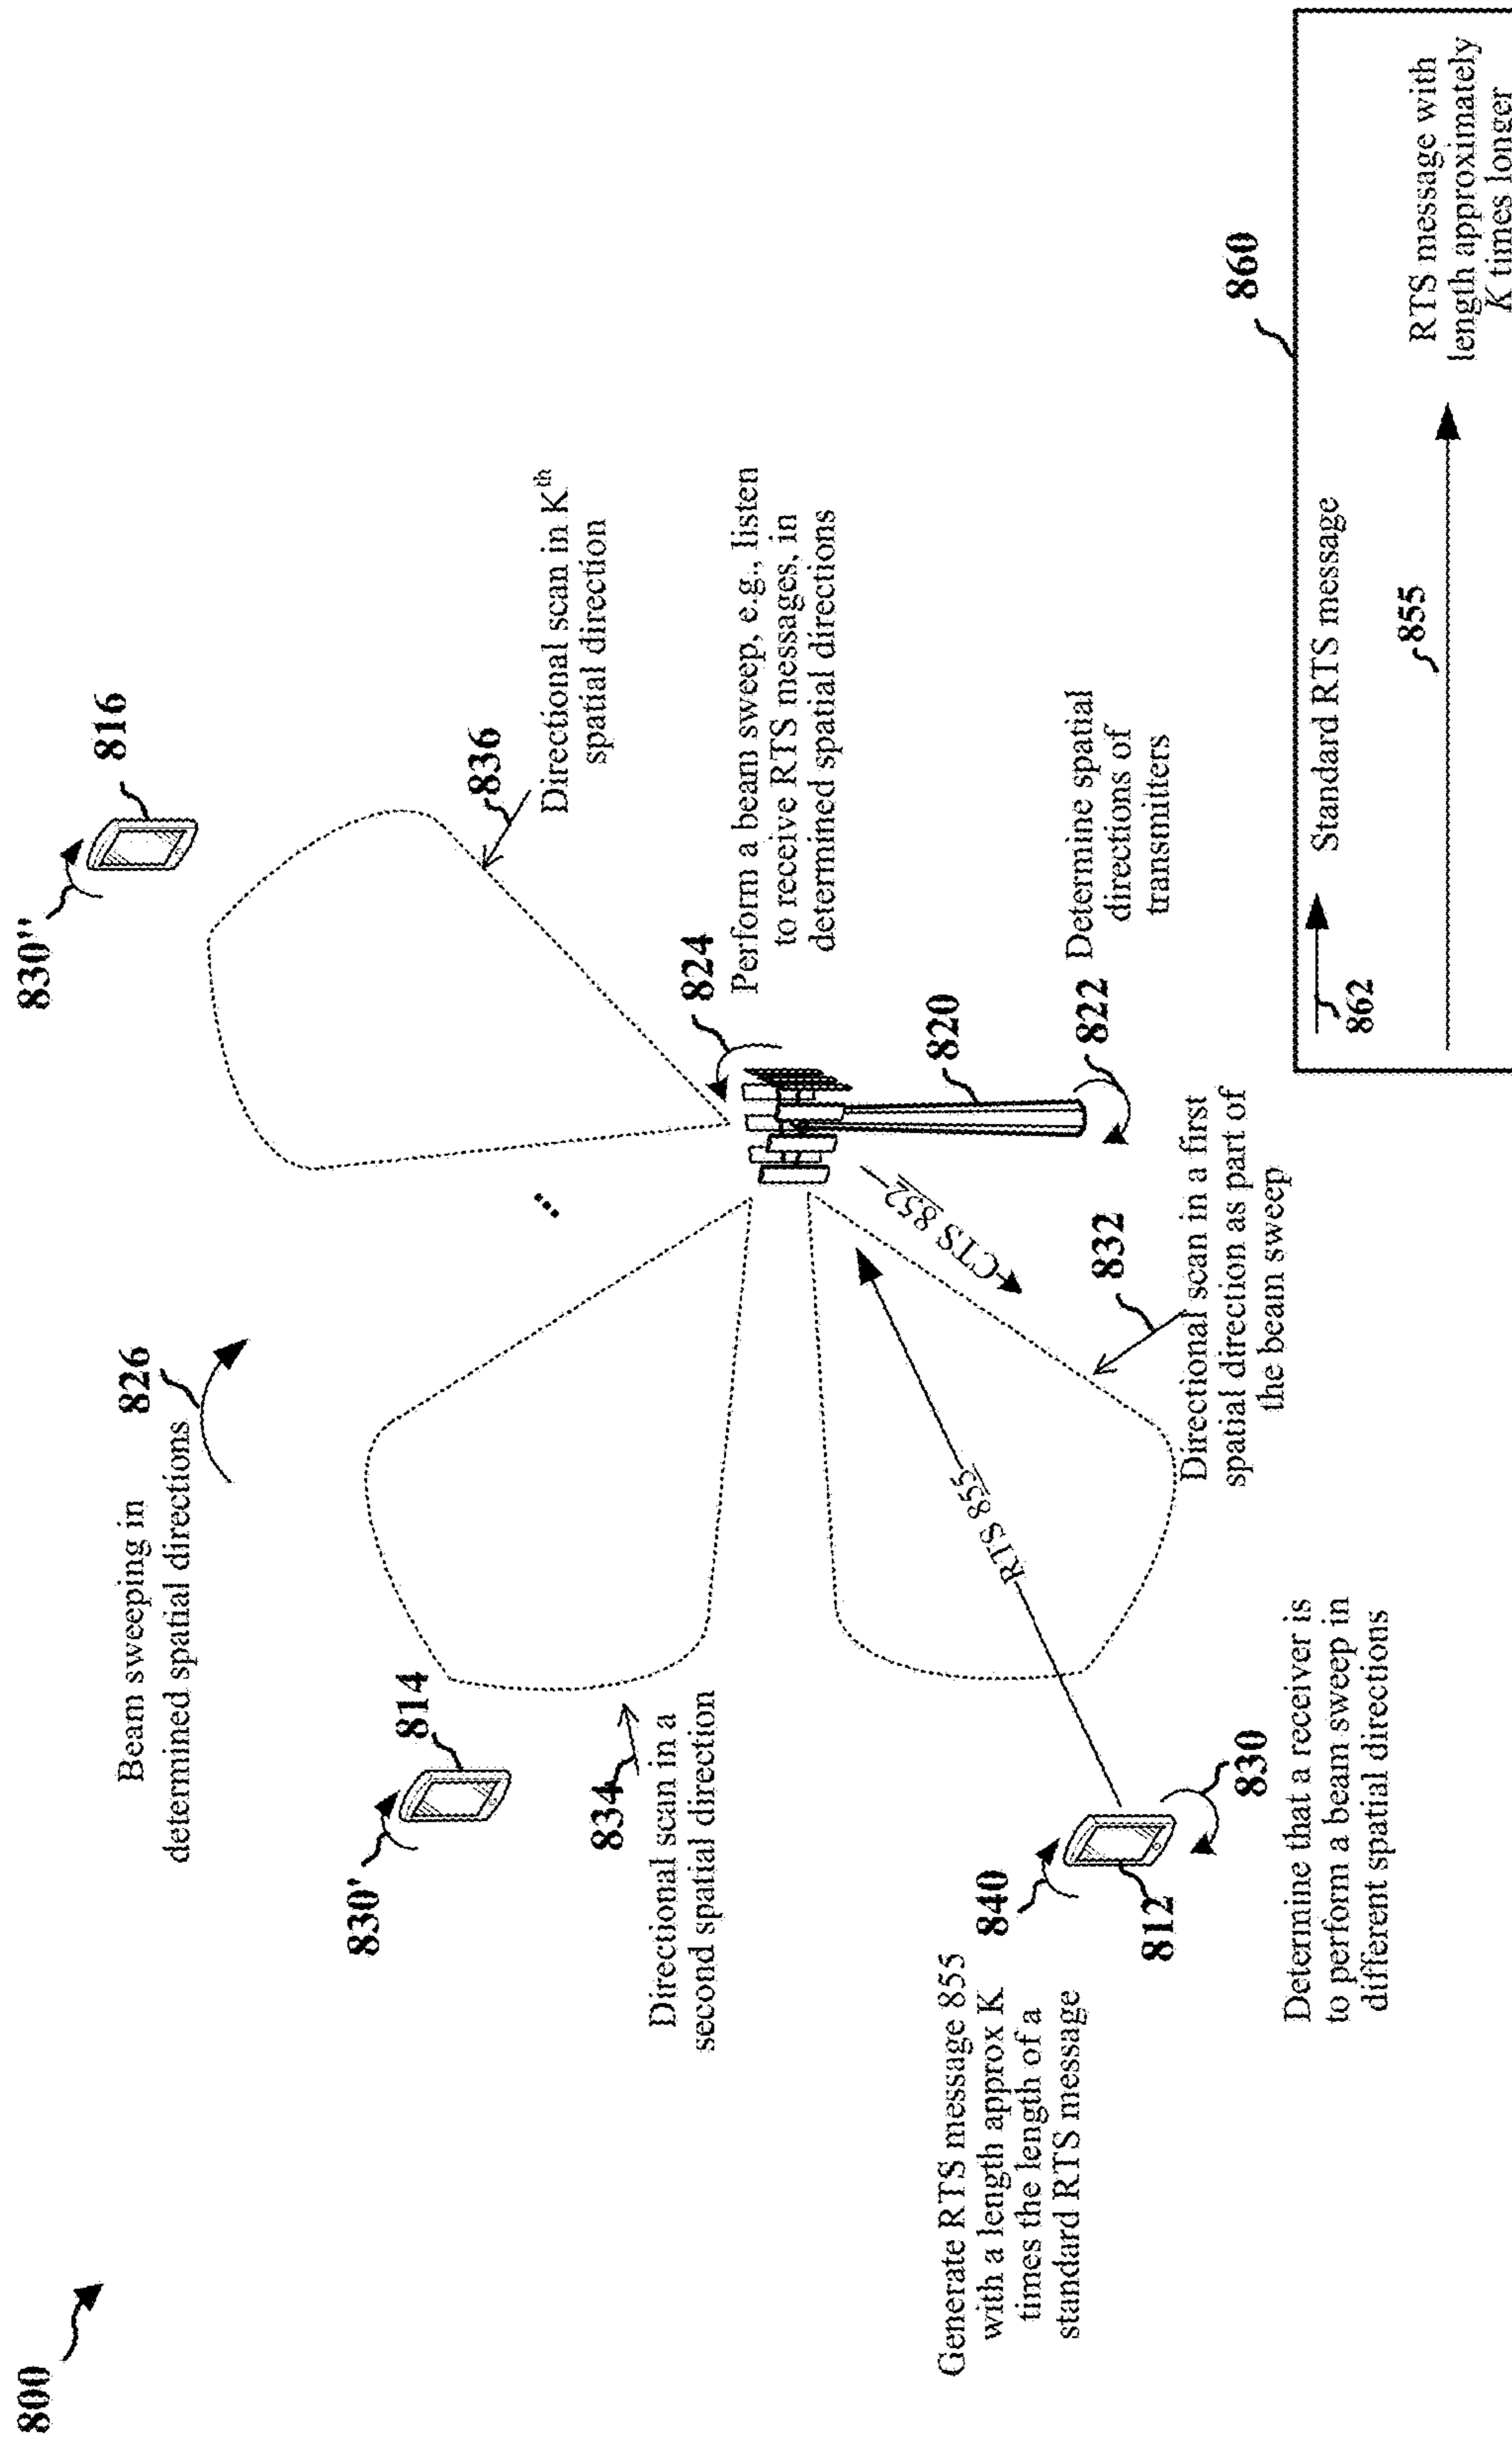 800
830''
816
Beam sweeping in
determined spatial directions
826
830'
814
836
Directional scan in Kth
spatial direction
...
834
Directional scan in a
second spatial direction
824
Perform a beam sweep, e.g., listen
to receive RTS messages, in
determined spatial directions
820
CTS 852
RTS 855
822
Determine spatial
directions of
transmitters
Generate RTS message 855
with a length approx K
times the length of a
standard RTS message
840
812
830
832
Directional scan in a first
spatial direction as part of
the beam sweep
Determine that a receiver is
to perform a beam sweep in
different spatial directions
860
862
Standard RTS message
855
RTS message with
length approximately
K times longer